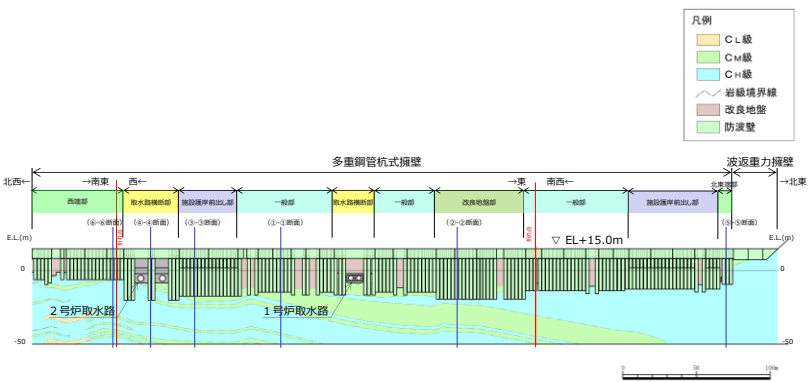 凡例
CL級
CM級
CH級
岩級境界線
改良地盤
防波壁
多重鋼管杭式擁壁
波返重力擁壁
北西←
→南東
西←
→東
南西←
→北東
西端部
取水路横断部
施設護岸前出し部
一般部
取水路横断部
一般部
改良地盤部
一般部
施設護岸前出し部
北東端部
(⑥-⑥断面)
(④-④断面)
(③-③断面)
(①-①断面)
(②-②断面)
(⑤-⑤断面)
E.L.(m)
▽ EL+15.0m
E.L.(m)
0
0
2号炉取水路
1号炉取水路
-50
-50
0
50
100m